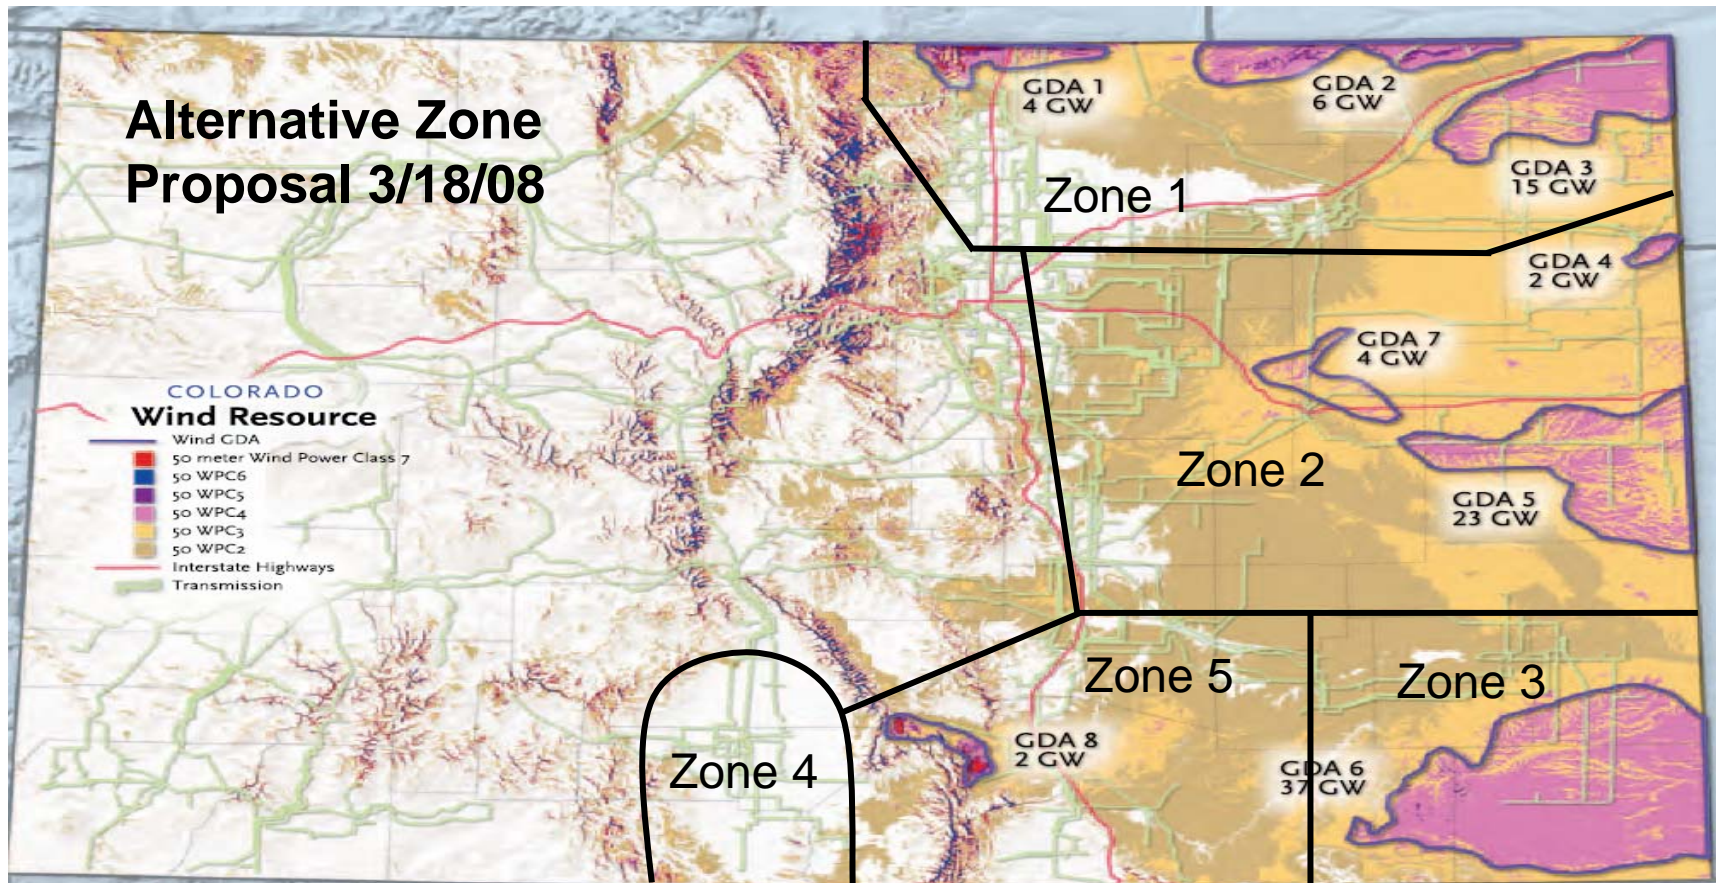 Alternative Zone
Proposal 3/18/08
GDA 1
4 GW
GDA 2
6 GW
GDA 3
15 GW
Zone 1
GDA 4
2 GW
GDA 7
4 GW
COLORADO
Wind Resource
Wind GDA
50 meter Wind Power Class 7
50 WPC6
50 WPC5
50 WPC4
50 WPC3
50 WPC2
Interstate Highways
Transmission
Zone 2
GDA 5
23 GW
Zone 5
Zone 3
Zone 4
GDA 8
2 GW
GDA 6
37 GW